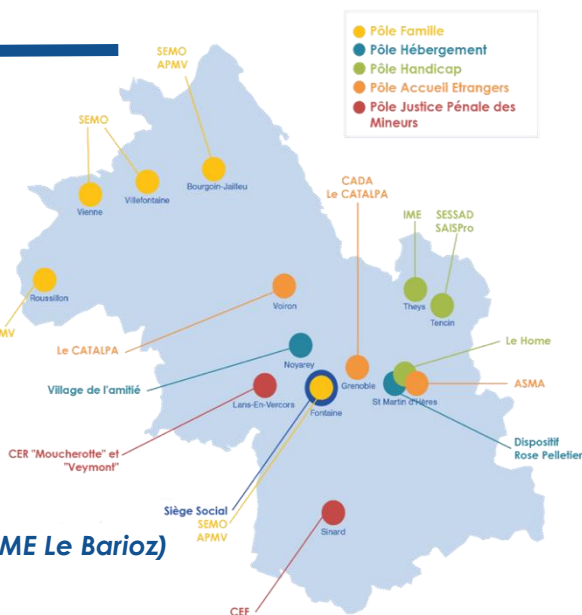 Pôle Famille
Pôle Hébergement
Pôle Handicap
Pôle Accueil Etrangers
Pôle Justice Pénale des
Mineurs
SEMO
APMV
SEMO
Bourgoin-Jailleu
Villefontaine
Vienne
CADA
Le CATALPA
IME
SESSAD
SAISPro
Roussillon
Voiron
Theys
Tencin
MV
Le CATALPA
Le Home
Noyarey
Village de l'amitié
Grenoble
ASMA
Lans-En-Vercors
Fontaine
St Martin d'Hères
CER "Moucherotte" et
"Veymont"
Dispositif
Rose Pelletier
Siège Social
SEMO
APMV
Sinard
ME Le Barioz)
CEF